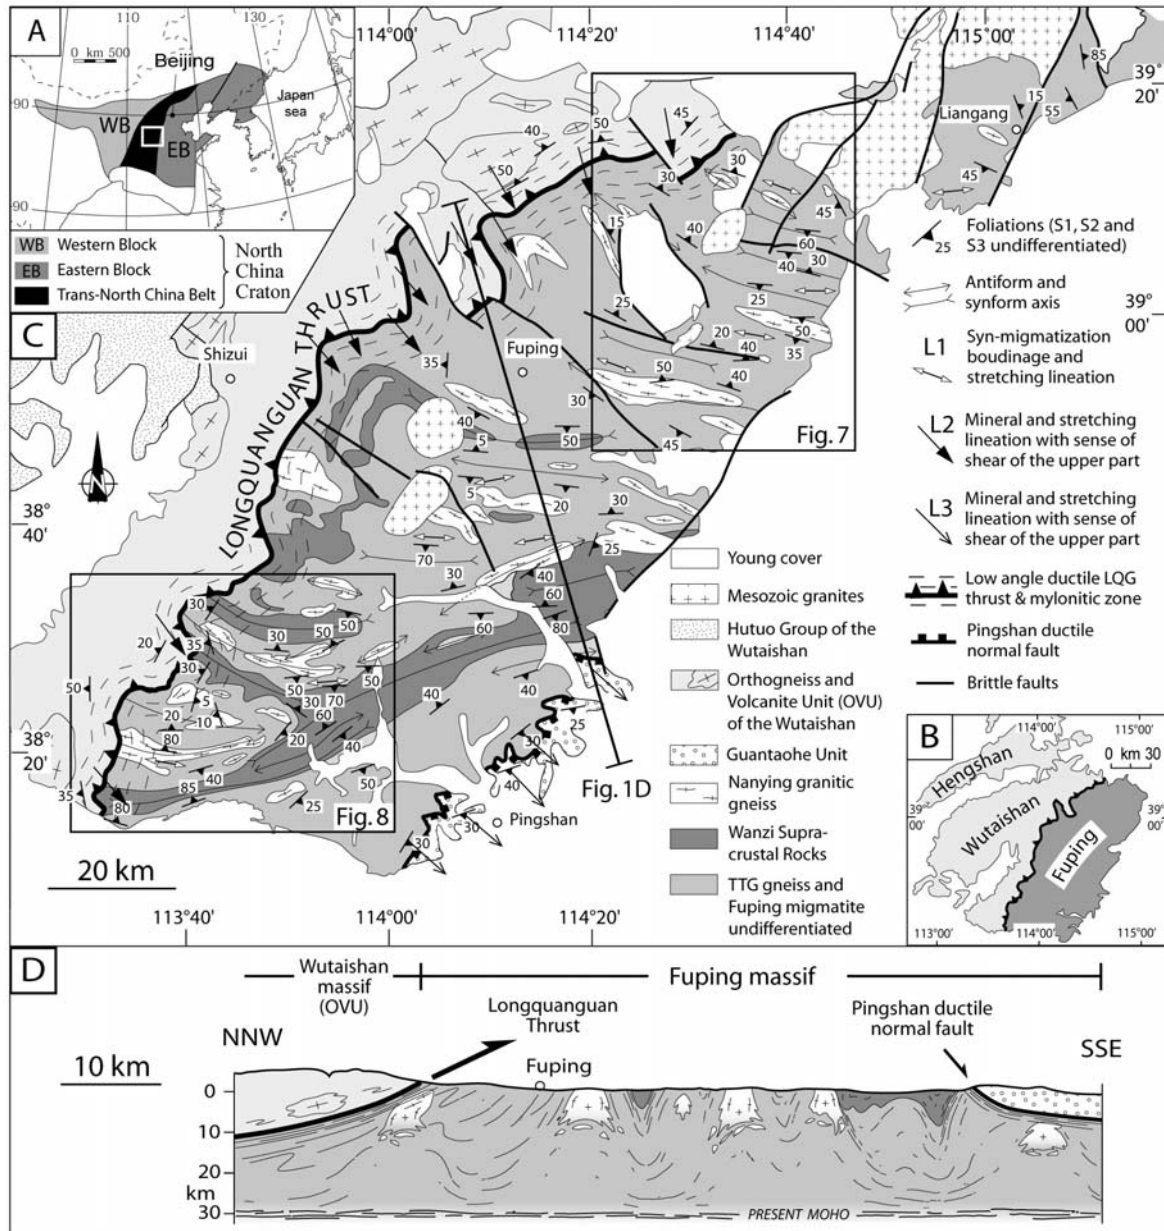 A
110
120
130
0 km 500
Beijing
Japan
sea
90
WB
EB
90
WB Western Block
EB Eastern Block
Trans-North China Belt
North
China
Craton
C
114°00'
114°20'
114°40'
115°00'
39°
20'
39°
00'
38°
40'
38°
20'
113°40'
114°00'
114°20'
LONGQUANGUAN THRUST
Shizui
Fuping
Liangang
Pingshan
N
Fig. 7
Fig. 8
Fig. 1D
20 km
25
Foliations (S1, S2 and
S3 undifferentiated)
Antiform and
synform axis
L1
Syn-migmatization
boudinage and
stretching lineation
L2
Mineral and stretching
lineation with sense of
shear of the upper part
L3
Mineral and stretching
lineation with sense of
shear of the upper part
Low angle ductile LQG
thrust & mylonitic zone
Pingshan ductile
normal fault
Brittle faults
Young cover
Mesozoic granites
Hutuo Group of the
Wutaishan
Orthogneiss and
Volcanite Unit (OVU)
of the Wutaishan
Guantaohe Unit
Nanying granitic
gneiss
Wanzi Supra-
crustal Rocks
TTG gneiss and
Fuping migmatite
undifferentiated
B
114°00'
115°00'
0 km 30
Hengshan
Wutaishan
Fuping
39°
00'
39°
00'
113°00'
114°00'
115°00'
D
Wutaishan
massif
(OVU)
Fuping massif
Longquanguan
Thrust
Pingshan ductile
normal fault
NNW
SSE
10 km
Fuping
0
10
20
km
30
PRESENT MOHO